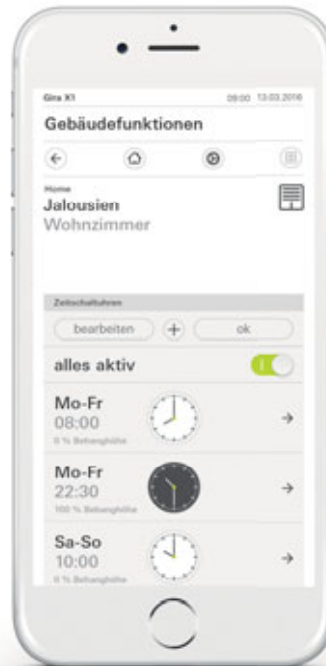 Gira X1 09:00 13.03.2016
Gebäudefunktionen
Home
Jalousien
Wohnzimmer
Zeitschaltuhren
bearbeiten + ok
alles aktiv
Mo-Fr
08:00
0 % Behanghöhe
Mo-Fr
22:30
100 % Behanghöhe
Sa-So
10:00
0 % Behanghöhe